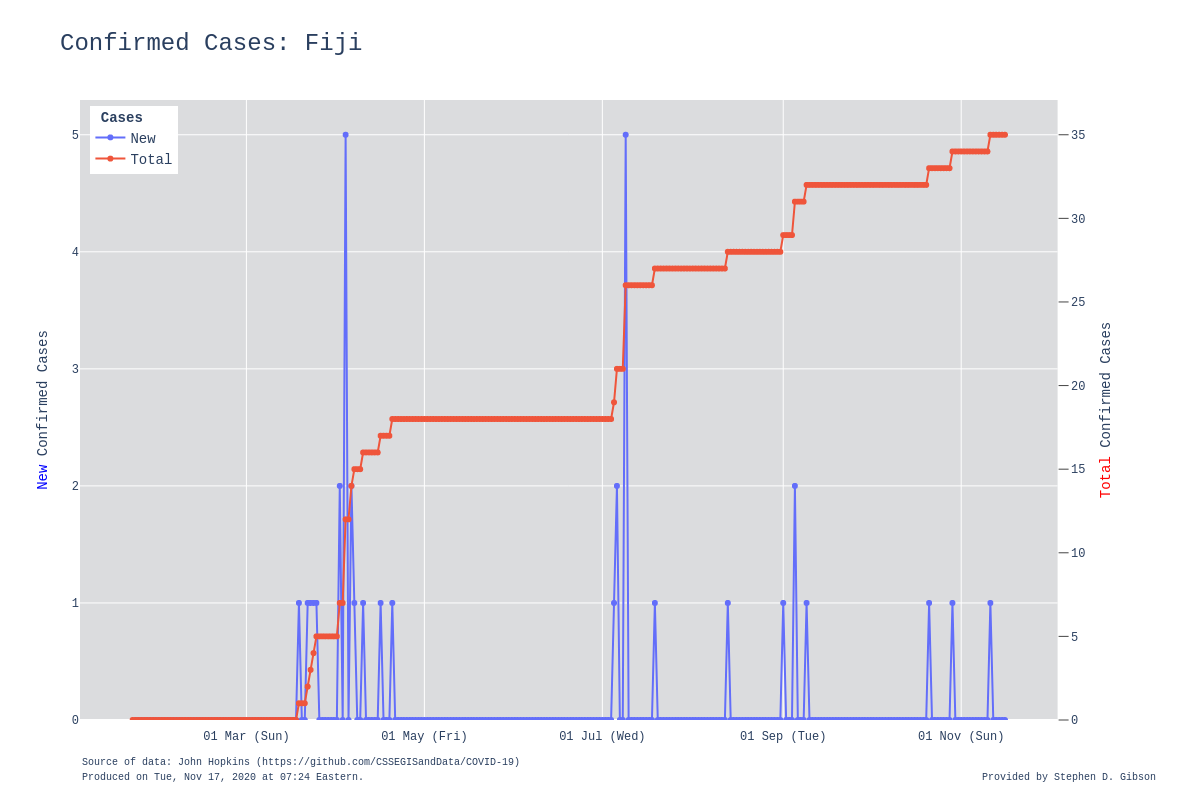 Confirmed Cases: Fiji
Cases
New
Total
5
4
3
2
1
0
35
30
25
20
15
10
5
0
New Confirmed Cases
Total Confirmed Cases
01 Mar (Sun)
01 May (Fri)
01 Jul (Wed)
01 Sep (Tue)
01 Nov (Sun)
Source of data: John Hopkins (https://github.com/CSSEGISandData/COVID-19)
Produced on Tue, Nov 17, 2020 at 07:24 Eastern.
Provided by Stephen D. Gibson